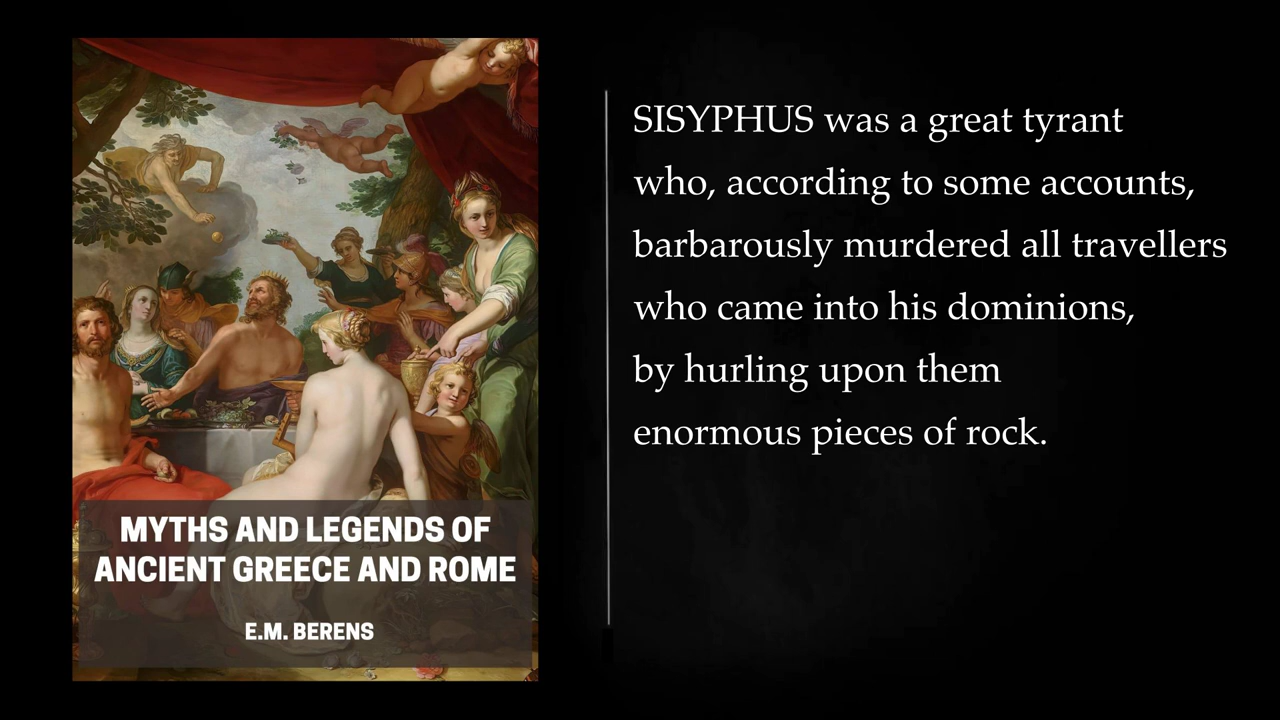 MYTHS AND LEGENDS OF
ANCIENT GREECE AND ROME
E.M. BERENS
SISYPHUS was a great tyrant
who, according to some accounts,
barbarously murdered all travellers
who came into his dominions,
by hurling upon them
enormous pieces of rock.